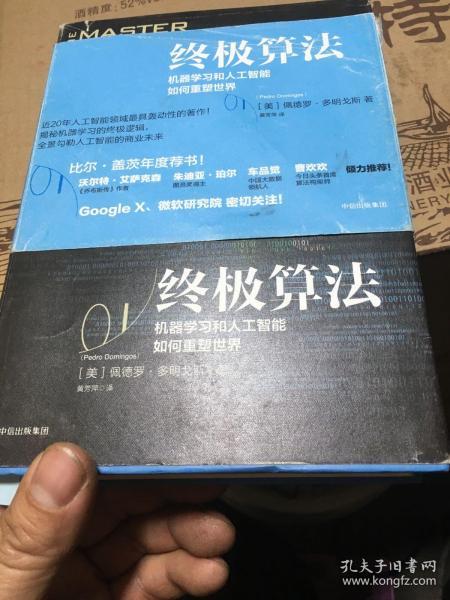 酒精度：52%vol
MASTER
特
终极算法
机器学习和人工智能
如何重塑世界
(Pedro Domingos)
[美] 佩德罗·多明戈斯 著
黄芳萍 译
近20年人工智能领域最具轰动性的著作！
揭秘机器学习的终极逻辑，
全景勾勒人工智能的商业未来
比尔·盖茨年度荐书！
沃尔特·艾萨克森
《乔布斯传》作者
朱迪亚·珀尔
图灵奖得主
车品觉
中国大数据
领航人
曹欢欢
今日头条首席
算法构架师
倾力推荐！
Google X、微软研究院 密切关注！
中信出版集团
终极算法
机器学习和人工智能
如何重塑世界
(Pedro Domingos)
[美] 佩德罗·多明戈斯
黄芳萍 译
中信出版集团
孔夫子旧书网
www.kongfz.com